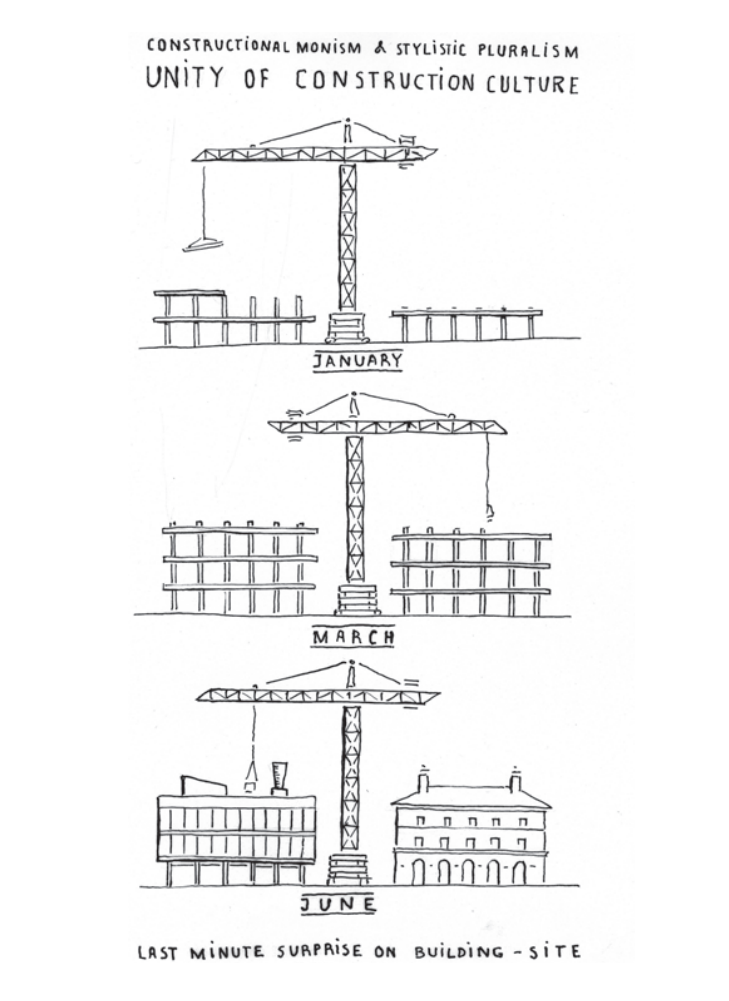 CONSTRUCTIONAL MONISM & STYLISTIC PLURALISM
UNITY OF CONSTRUCTION CULTURE
JANUARY
MARCH
JUNE
LAST MINUTE SURPRISE ON BUILDING - SITE